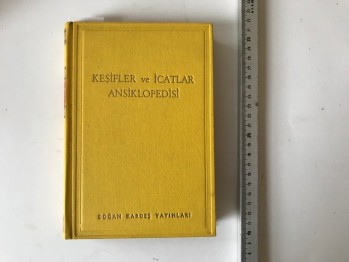 KEŞİFLER ve İCATLAR
ANSİKLOPEDİSİ
DOĞAN KARDEŞ YAYINLARI